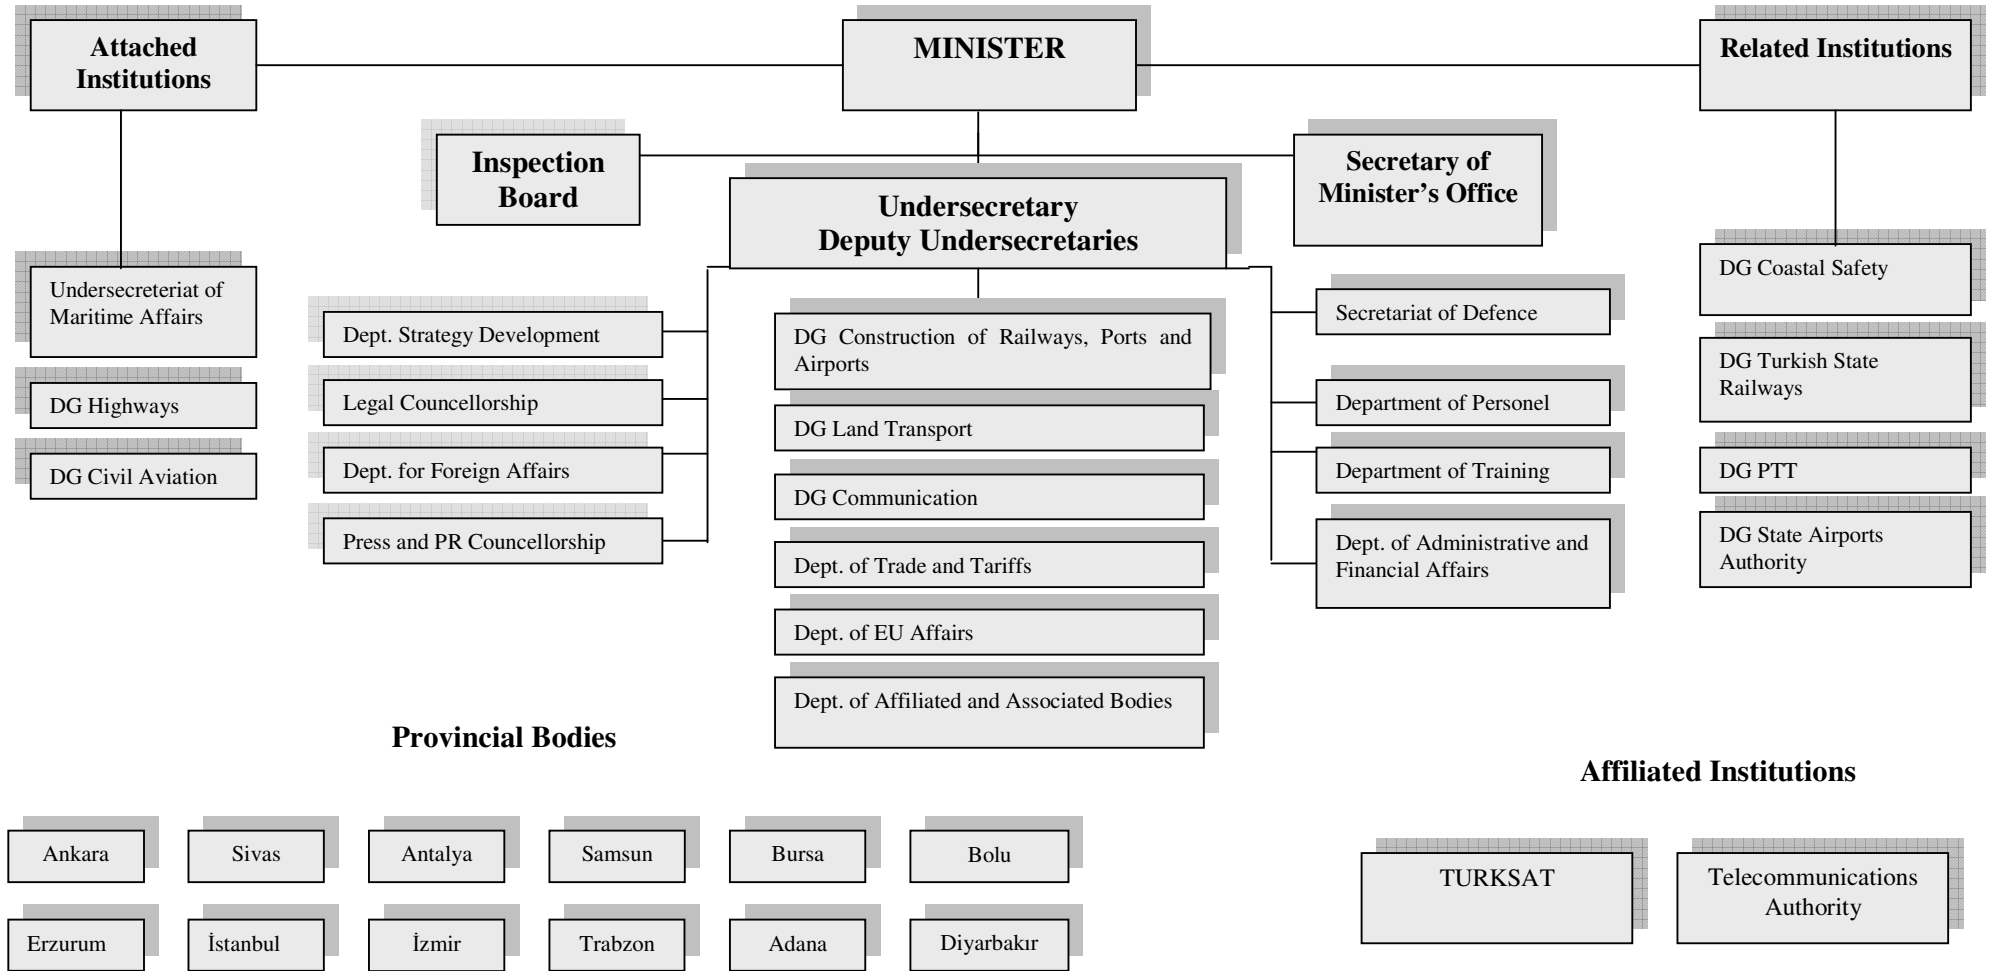 Attached
Institutions
MINISTER
Related Institutions
Inspection
Board
Secretary of
Minister's Office
Undersecretary
Deputy Undersecretaries
Undersecreteriat of
Maritime Affairs
DG Highways
DG Civil Aviation
Dept. Strategy Development
Legal Councellorship
Dept. for Foreign Affairs
Press and PR Councellorship
DG Construction of Railways, Ports and
Airports
DG Land Transport
DG Communication
Dept. of Trade and Tariffs
Dept. of EU Affairs
Dept. of Affiliated and Associated Bodies
Secretariat of Defence
Department of Personel
Department of Training
Dept. of Administrative and
Financial Affairs
DG Coastal Safety
DG Turkish State
Railways
DG PTT
DG State Airports
Authority
Provincial Bodies
Ankara
Sivas
Antalya
Samsun
Bursa
Bolu
Erzurum
İstanbul
İzmir
Trabzon
Adana
Diyarbakır
Affiliated Institutions
TURKSAT
Telecommunications
Authority